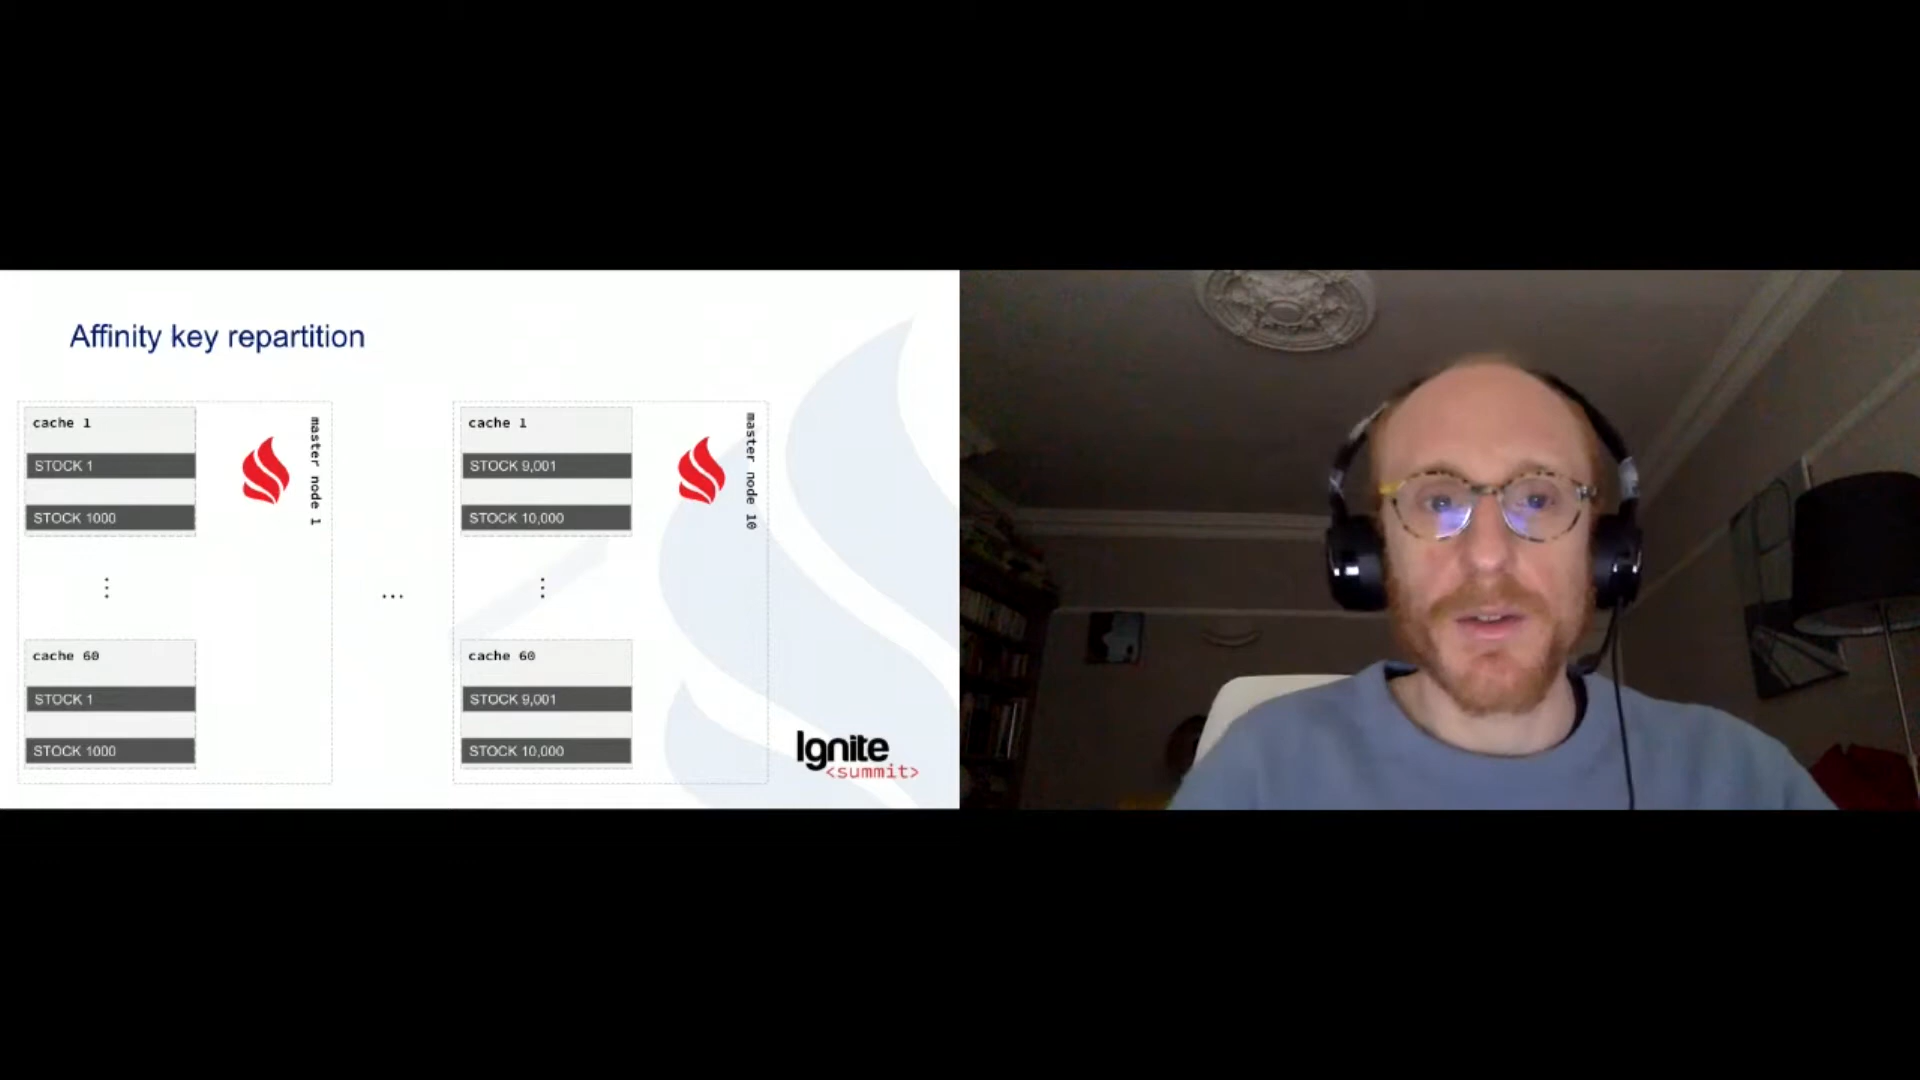 Affinity key repartition
cache 1
STOCK 1
STOCK 1000
⋮
cache 60
STOCK 1
STOCK 1000
master node 1
...
cache 1
STOCK 9,001
STOCK 10,000
⋮
cache 60
STOCK 9,001
STOCK 10,000
master node 10
Ignite
<summit>